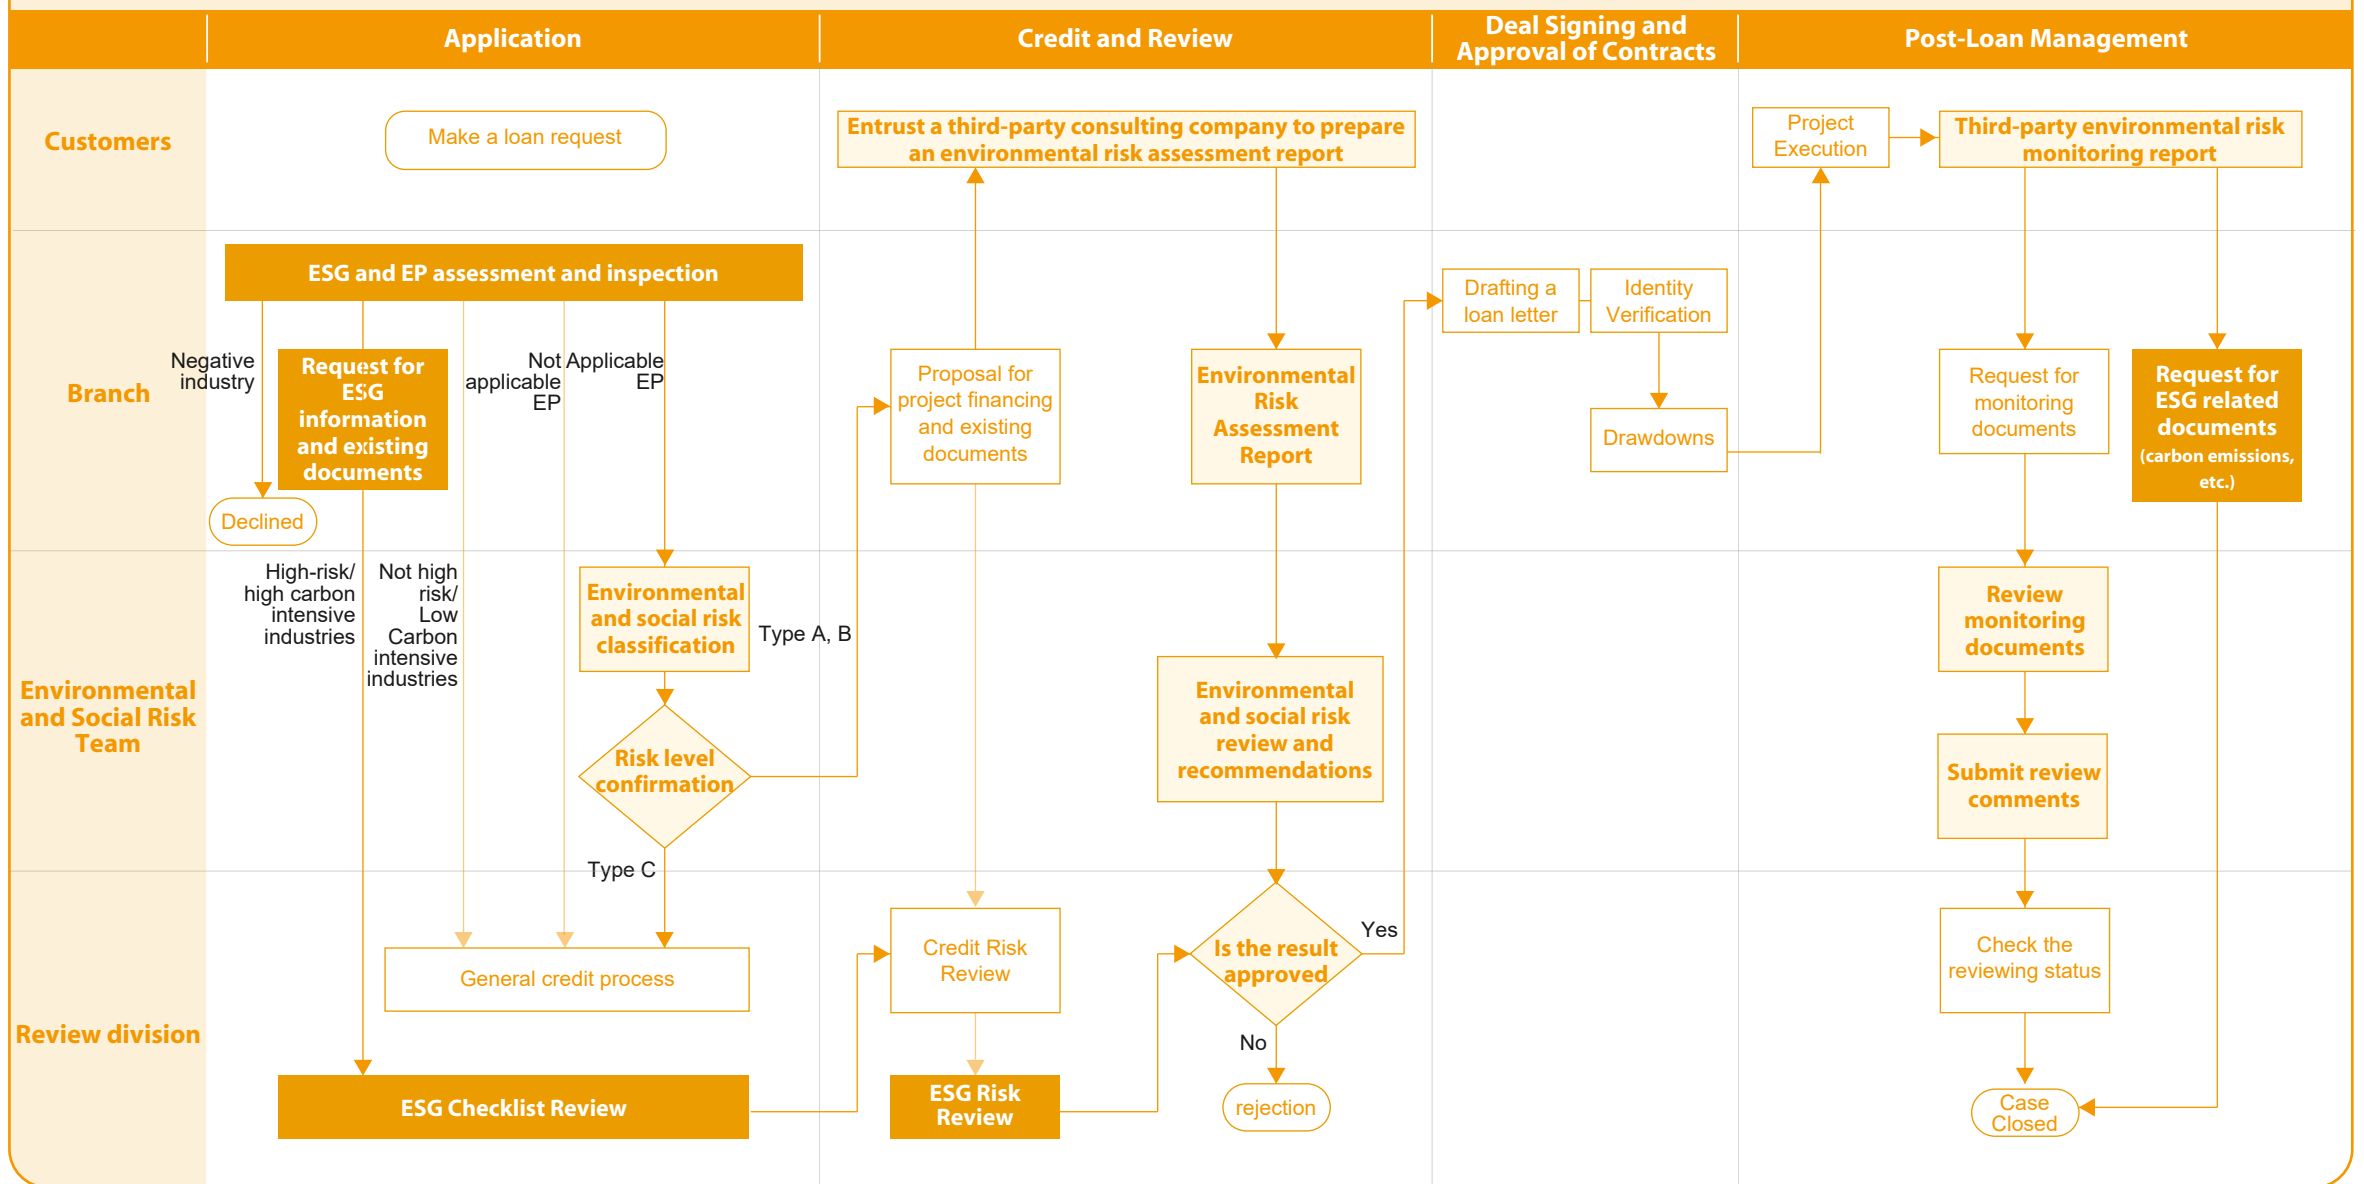 Application
Credit and Review
Deal Signing and
Approval of Contracts
Post-Loan Management
Customers
Make a loan request
Entrust a third-party consulting company to prepare
an environmental risk assessment report
Project
Execution
Third-party environmental risk
monitoring report
Branch
ESG and EP assessment and inspection
Negative
industry
Request for
ESG
information
and existing
documents
Not
applicable
EP
Applicable
EP
Declined
Proposal for
project financing
and existing
documents
Environmental
Risk
Assessment
Report
Drafting a
loan letter
Identity
Verification
Drawdowns
Request for
monitoring
documents
Request for
ESG related
documents
(carbon emissions,
etc.)
Environmental
and Social Risk
Team
High-risk/
high carbon
intensive
industries
Not high
risk/
Low
Carbon
intensive
industries
Environmental
and social risk
classification
Type A, B
Risk level
confirmation
Type C
Environmental
and social risk
review and
recommendations
Review
monitoring
documents
Submit review
comments
Review division
General credit process
ESG Checklist Review
Credit Risk
Review
ESG Risk
Review
Is the result
approved
Yes
No
rejection
Check the
reviewing status
Case
Closed